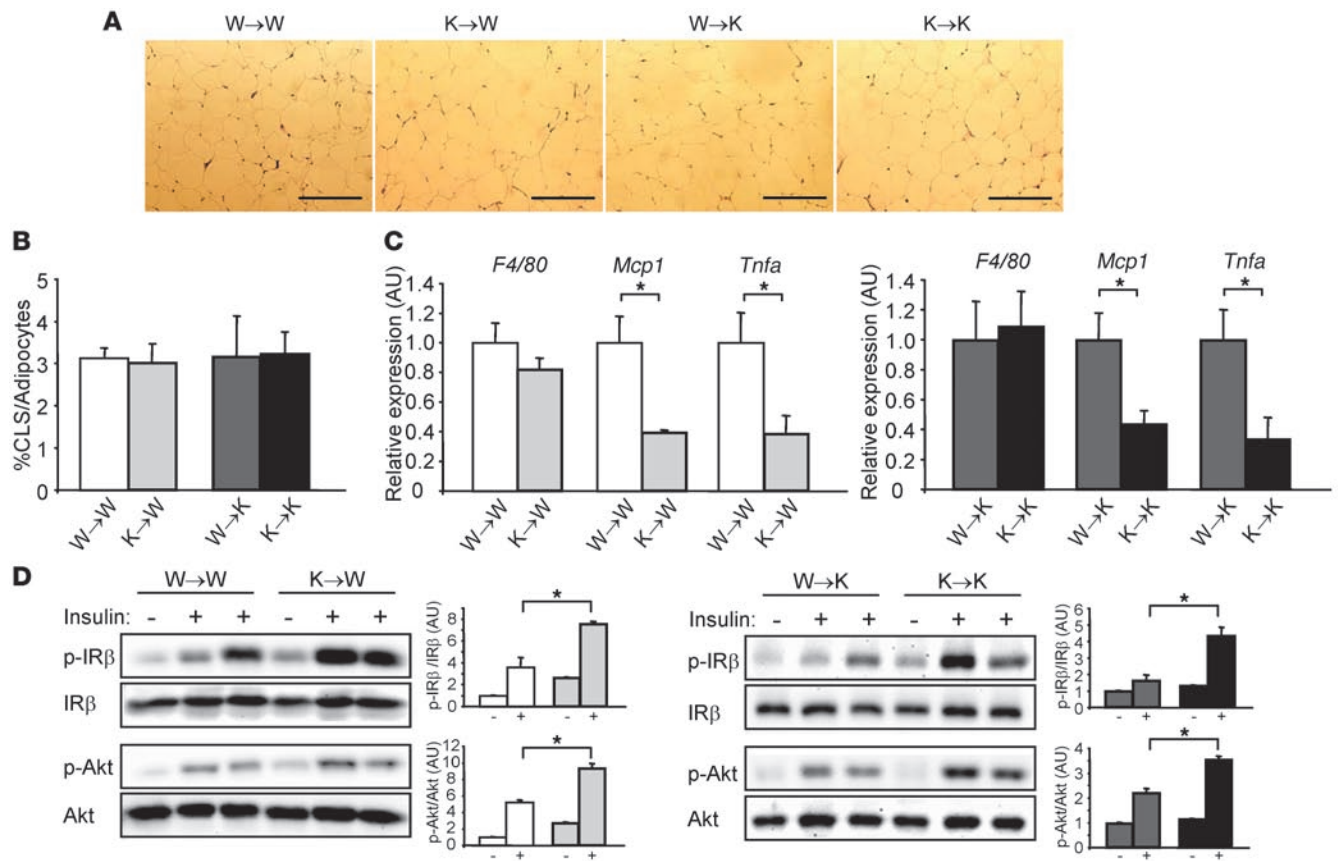 A
W→W K→W W→K K→K
B
%CLS/Adipocytes
5
4
3
2
1
0
W→W K→W W→K K→K
C
Relative expression (AU)
1.4
1.2
1.0
0.8
0.6
0.4
0.2
0
F4/80 Mcp1 Tnfa
* *
W→W K→W W→W K→W W→W K→W
Relative expression (AU)
1.4
1.2
1.0
0.8
0.6
0.4
0.2
0
F4/80 Mcp1 Tnfa
* *
W→K K→K W→K K→K W→K K→K
D
W→W K→W
Insulin: - + + - + +
p-IRβ
IRβ
p-Akt
Akt
p-IRβ/IRβ (AU)
8
6
4
2
0
*
- + - +
p-Akt/Akt (AU)
12
10
8
6
4
2
0
*
- + - +
W→K K→K
Insulin: - + + - + +
p-IRβ
IRβ
p-Akt
Akt
p-IRβ/IRβ (AU)
6
5
4
3
2
1
0
*
- + - +
p-Akt/Akt (AU)
4
3
2
1
0
*
- + - +